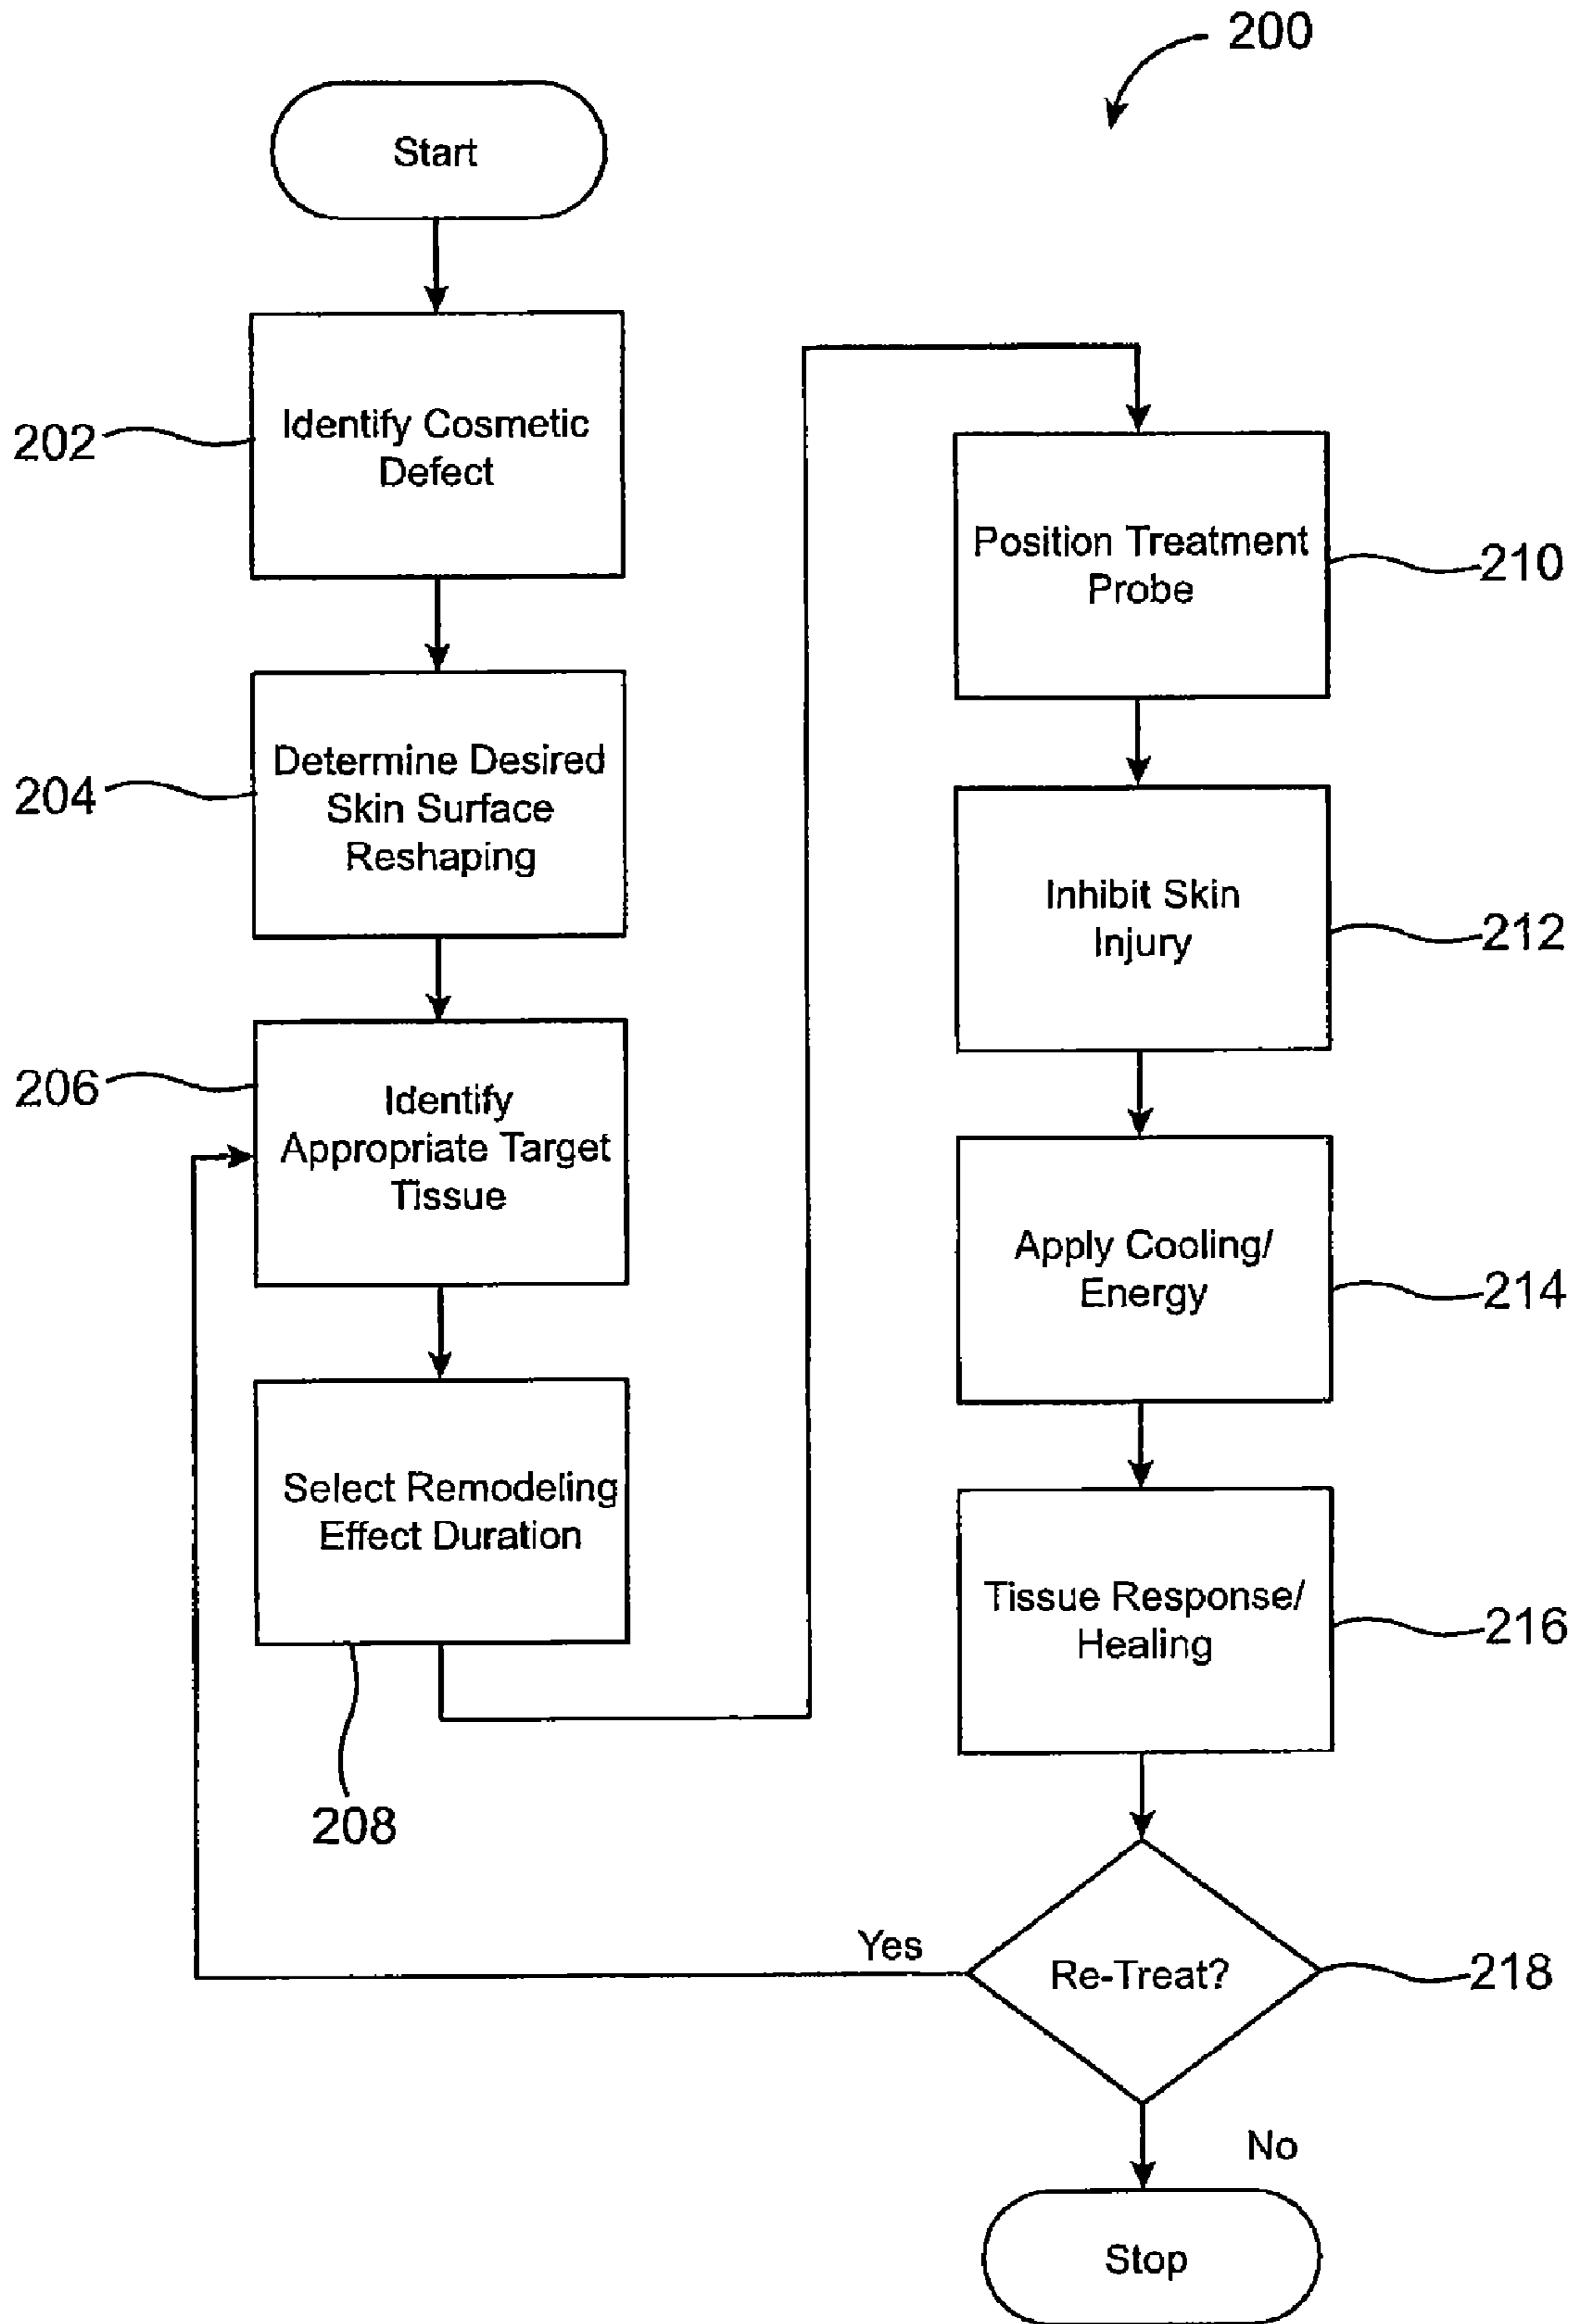 200
Start
202
Identify Cosmetic
Defect
204
Determine Desired
Skin Surface
Reshaping
206
Identify
Appropriate Target
Tissue
Select Remodeling
Effect Duration
208
Position Treatment
Probe
210
Inhibit Skin
Injury
212
Apply Cooling/
Energy
214
Tissue Response/
Healing
216
Yes
Re-Treat?
218
No
Stop